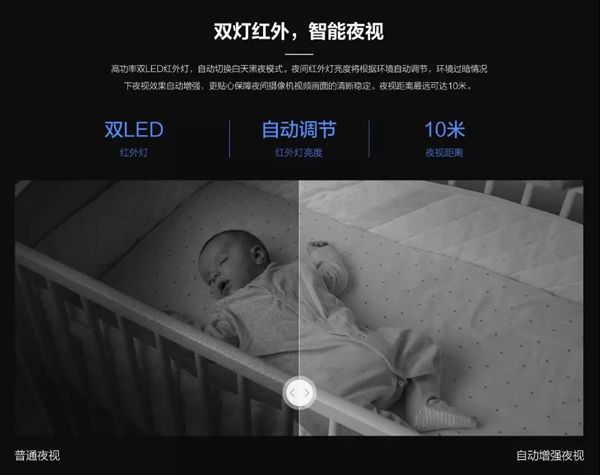 双灯红外，智能夜视
高功率双LED红外灯，自动切换白天黑夜模式。夜间红外灯亮度将根据环境自动调节，环境过暗情况
下夜视效果自动增强，更贴心保障夜间摄像机视频画面的清晰稳定。夜视距离最远可达10米。
双LED
红外灯
自动调节
红外灯亮度
10米
夜视距离
普通夜视
自动增强夜视